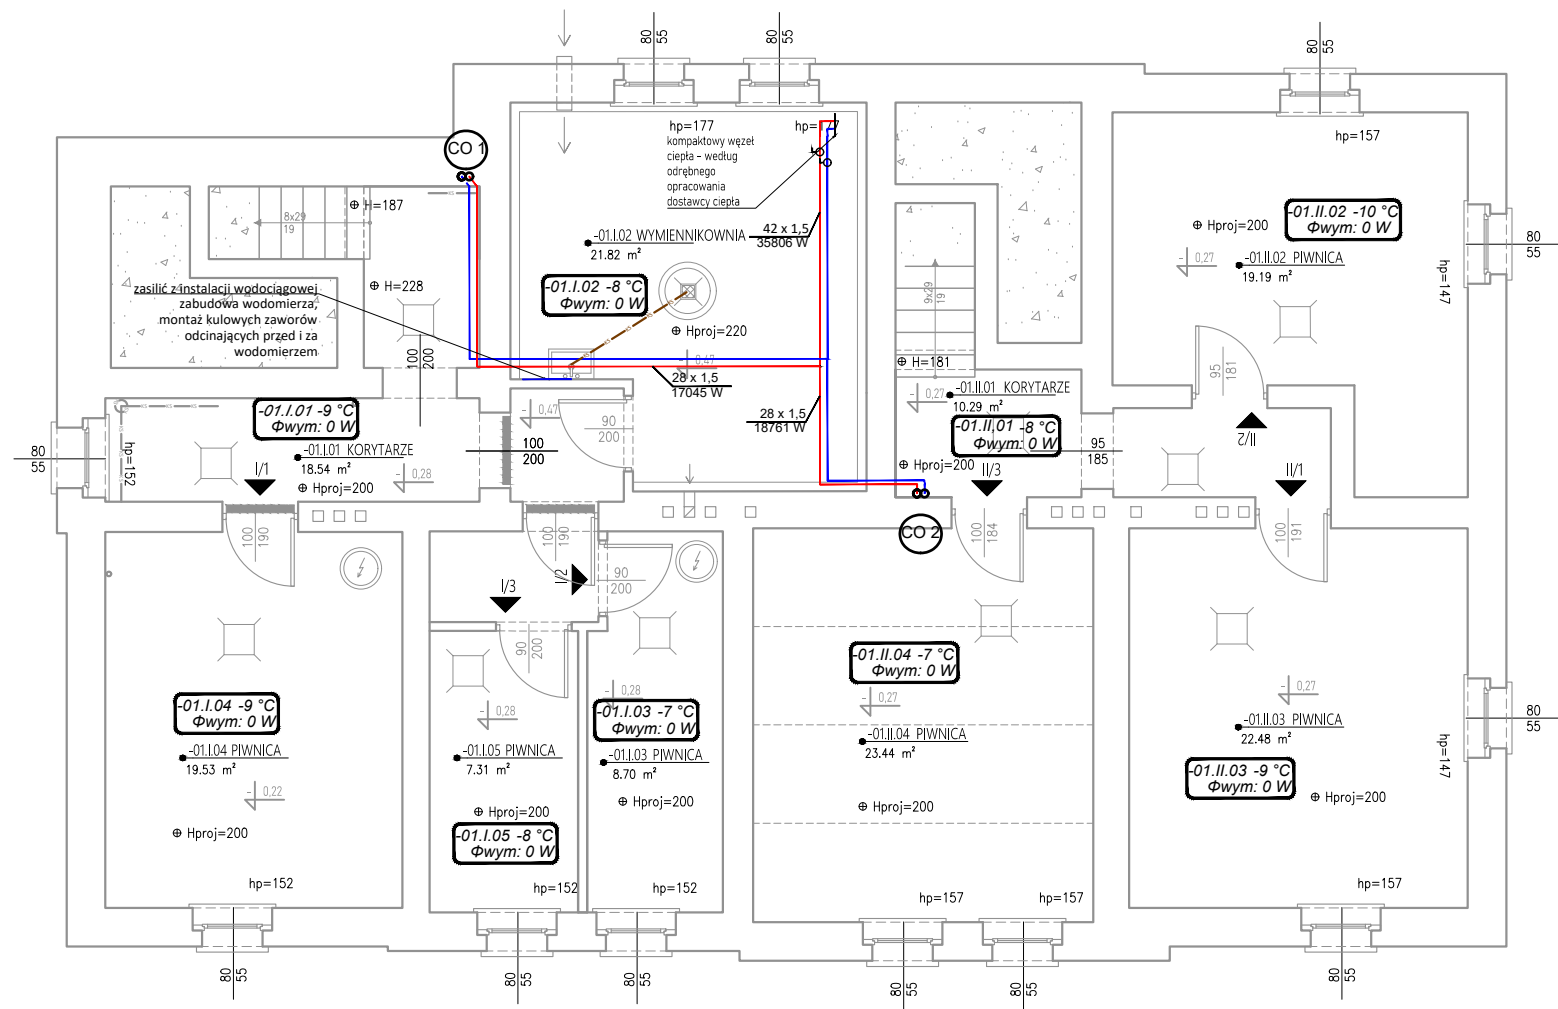 80
55
80
55
80
55
CO 1
hp=177
hp=177
kompaktowy węzeł
ciepła – według
odrębnego
opracowania
dostawcy ciepła
hp=157
8x29
19
H=187
42 x 1,5
35806 W
-01.I.02 WYMIENNIKOWNIA
21.82 m²
-01.II.02 -10 °C
Φwym: 0 W
Hproj=200
0,27
-01.II.02 PIWNICA
19.19 m²
80
55
hp=147
zasilić z instalacji wodociągowej
zabudowa wodomierza,
montaż kulowych zaworów
odcinających przed i za
wodomierzem
H=228
-01.I.02 -8 °C
Φwym: 0 W
Hproj=220
9x29
19
100
200
0,47
28 x 1,5
17045 W
H=181
95
181
-01.I.01 -9 °C
Φwym: 0 W
0,47
28 x 1,5
18761 W
0,27
-01.II.01 KORYTARZE
10.29 m²
-01.II.01 -8 °C
Φwym: 0 W
II/2
80
55
hp=152
-01.I.01 KORYTARZE
18.54 m²
I/1
Hproj=200
0,28
100
200
90
200
Hproj=200
II/3
95
185
II/1
100
190
100
190
CO 2
100
184
100
191
I/3
I/2
90
200
90
200
-01.I.04 -9 °C
Φwym: 0 W
-01.I.04 PIWNICA
19.53 m²
0,22
Hproj=200
hp=152
0,28
-01.I.05 PIWNICA
7.31 m²
Hproj=200
-01.I.05 -8 °C
Φwym: 0 W
hp=152
0,28
-01.I.03 -7 °C
Φwym: 0 W
-01.I.03 PIWNICA
8.70 m²
Hproj=200
hp=152
-01.II.04 -7 °C
Φwym: 0 W
0,27
-01.II.04 PIWNICA
23.44 m²
Hproj=200
hp=157
hp=157
0,27
-01.II.03 PIWNICA
22.48 m²
-01.II.03 -9 °C
Φwym: 0 W
Hproj=200
hp=147
80
55
hp=157
80
55
80
55
80
55
80
55
80
55
80
55